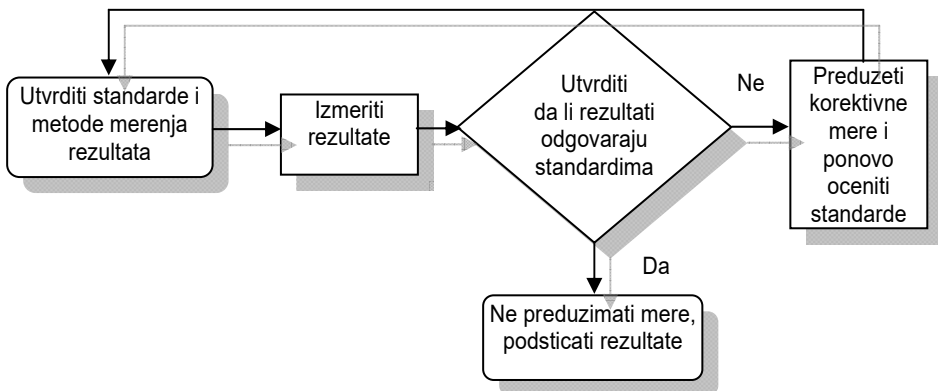 Utvrditi standarde i
metode merenja
rezultata
Izmeriti
rezultate
Utvrditi
da li rezultati
odgovaraju
standardima
Ne
Preduzeti
korektivne
mere i
ponovo
oceniti
standarde
Da
Ne preduzimati mere,
podsticati rezultate